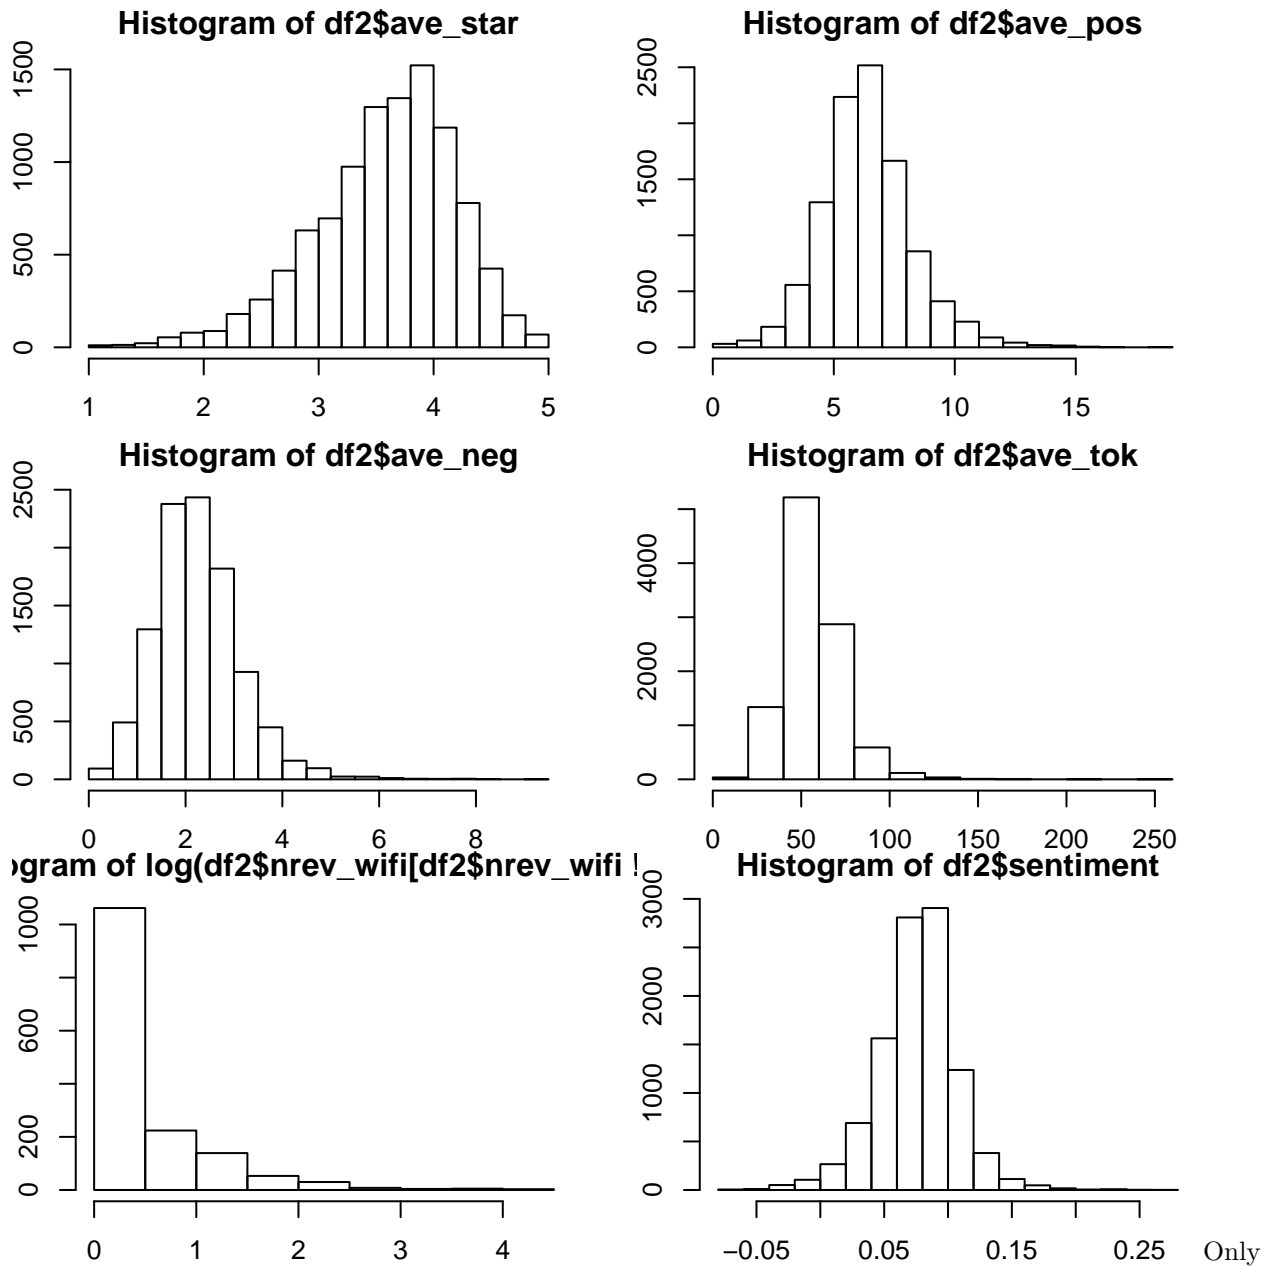 Histogram of df2$ave_star
1500
1000
500
0
1 2 3 4 5
Histogram of df2$ave_pos
2500
1500
500
0
0 5 10 15
Histogram of df2$ave_neg
2500
1500
500
0
0 2 4 6 8
Histogram of df2$ave_tok
4000
2000
0
0 50 100 150 200 250
ogram of log(df2$nrev_wifi[df2$nrev_wifi !
1000
600
200
0
0 1 2 3 4
Histogram of df2$sentiment
3000
2000
1000
0
−0.05 0.05 0.15 0.25
Only